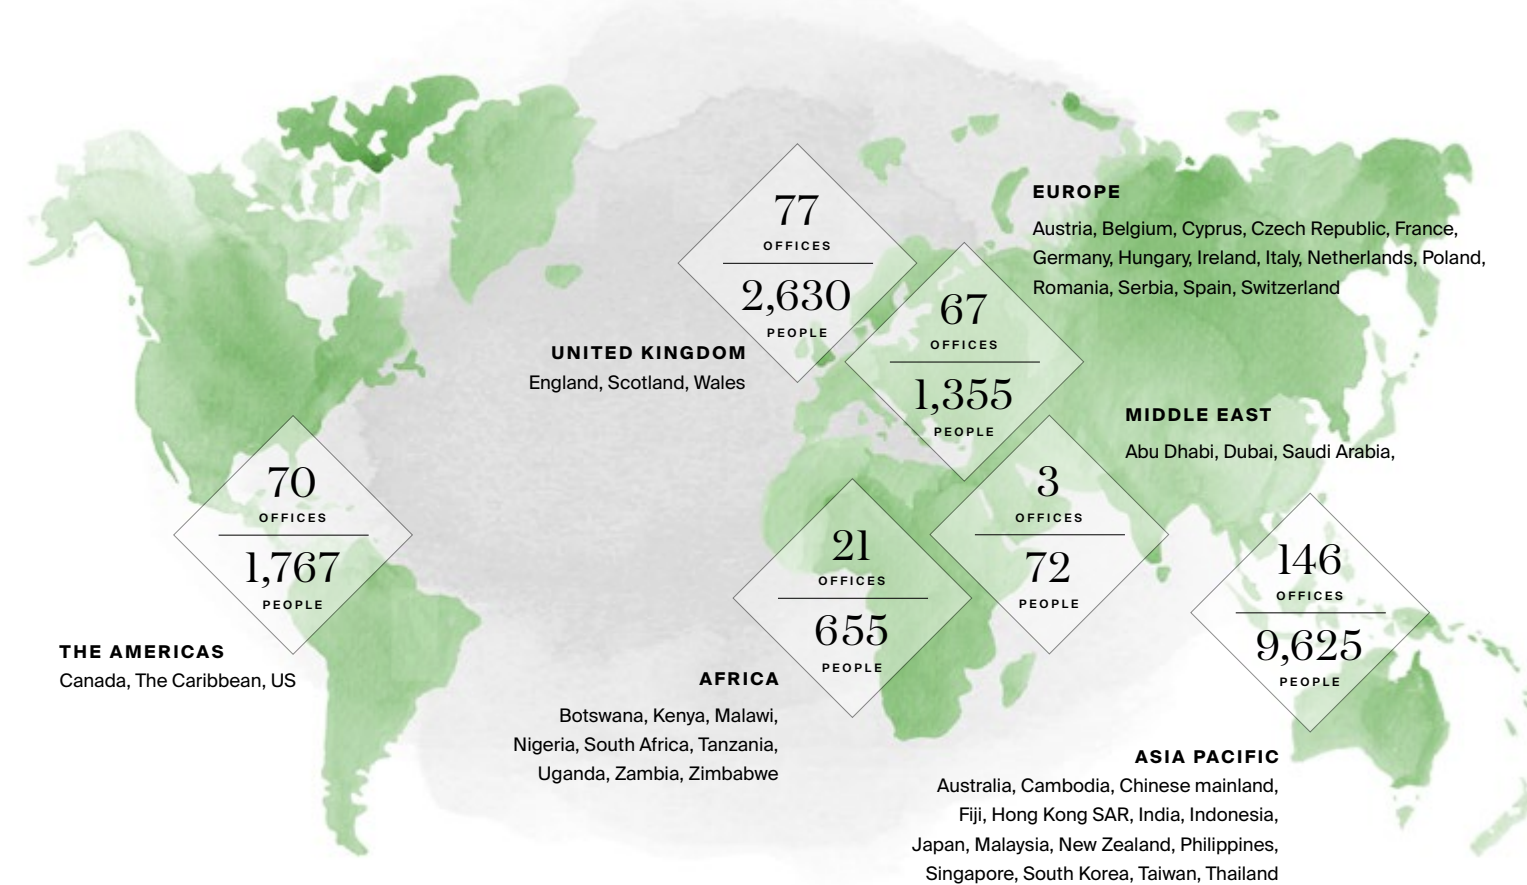 77
OFFICES
2,630
PEOPLE
UNITED KINGDOM
England, Scotland, Wales
EUROPE
Austria, Belgium, Cyprus, Czech Republic, France,
Germany, Hungary, Ireland, Italy, Netherlands, Poland,
Romania, Serbia, Spain, Switzerland
67
OFFICES
1,355
PEOPLE
MIDDLE EAST
Abu Dhabi, Dubai, Saudi Arabia,
3
OFFICES
72
PEOPLE
70
OFFICES
1,767
PEOPLE
THE AMERICAS
Canada, The Caribbean, US
21
OFFICES
655
PEOPLE
AFRICA
Botswana, Kenya, Malawi,
Nigeria, South Africa, Tanzania,
Uganda, Zambia, Zimbabwe
146
OFFICES
9,625
PEOPLE
ASIA PACIFIC
Australia, Cambodia, Chinese mainland,
Fiji, Hong Kong SAR, India, Indonesia,
Japan, Malaysia, New Zealand, Philippines,
Singapore, South Korea, Taiwan, Thailand